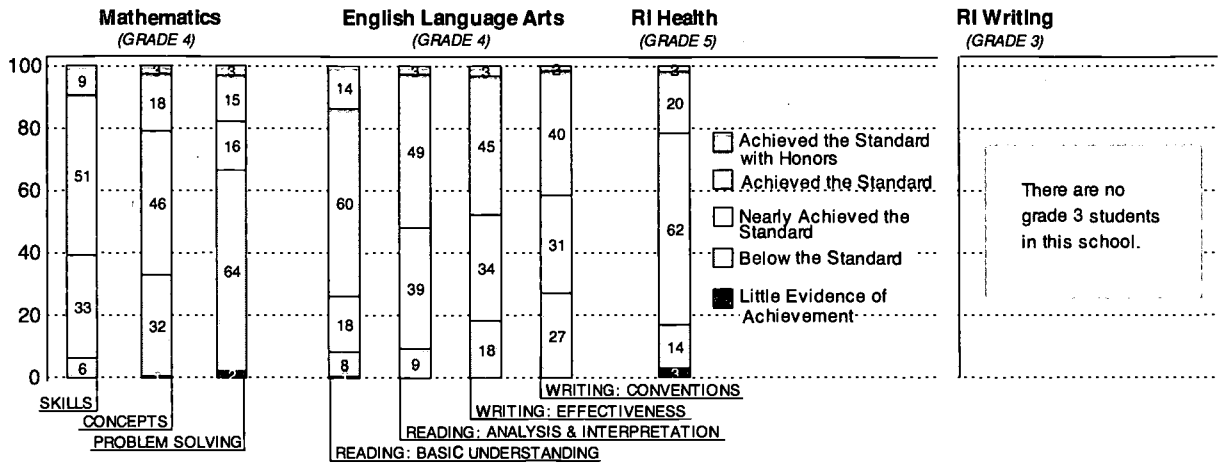 Mathematics
(GRADE 4)
English Language Arts
(GRADE 4)
RI Health
(GRADE 5)
RI Writing
(GRADE 3)
100
80
60
40
20
0
9
51
33
6
3
18
46
32
3
15
16
64
2
14
60
18
8
3
49
39
9
3
45
34
18
40
31
27
20
62
14
3
Achieved the Standard
with Honors
Achieved the Standard
Nearly Achieved the
Standard
Below the Standard
Little Evidence of
Achievement
There are no
grade 3 students
in this school.
SKILLS
CONCEPTS
PROBLEM SOLVING
WRITING: CONVENTIONS
WRITING: EFFECTIVENESS
READING: ANALYSIS & INTERPRETATION
READING: BASIC UNDERSTANDING